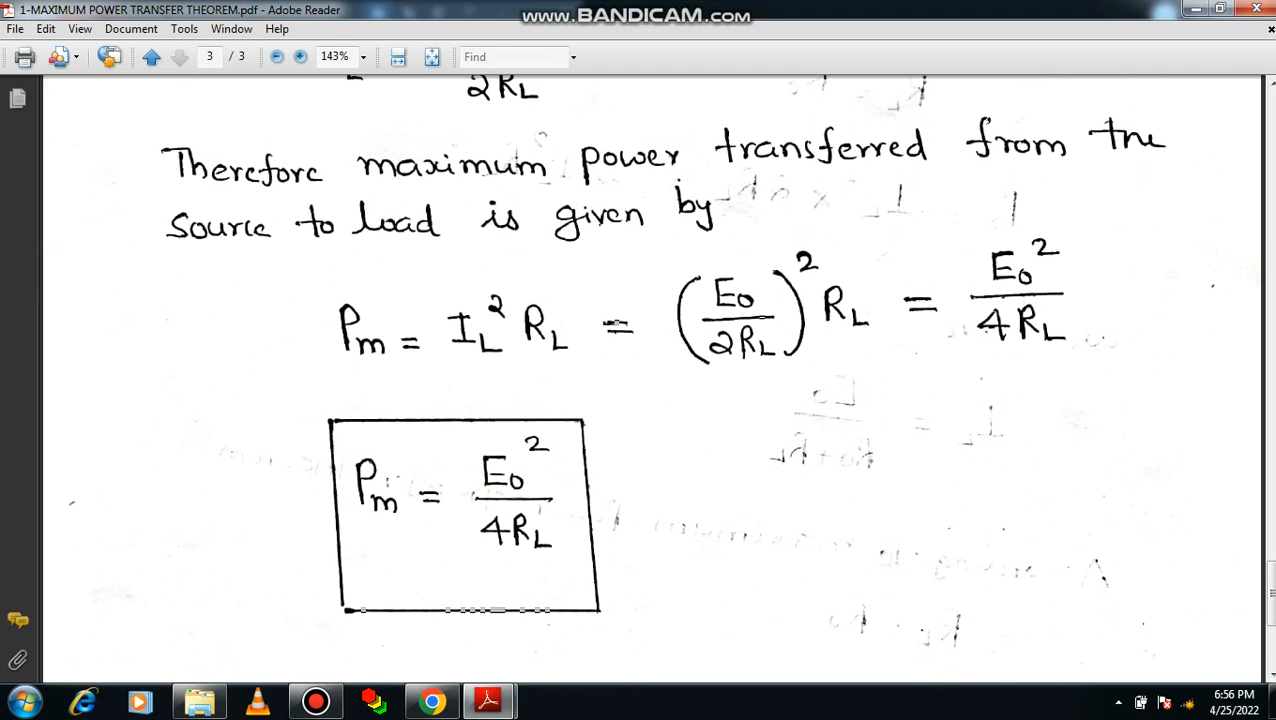 1-MAXIMUM POWER TRANSFER THEOREM.pdf - Adobe Reader
www.BANDICAM.com
File Edit View Document Tools Window Help
3 / 3 143% Find
2RL
Therefore maximum power transferred from the
source to load is given by
Pm = IL² RL = (E0/2RL)² RL = E0²/4RL
Pm = E0²/4RL
6:56 PM
4/25/2022